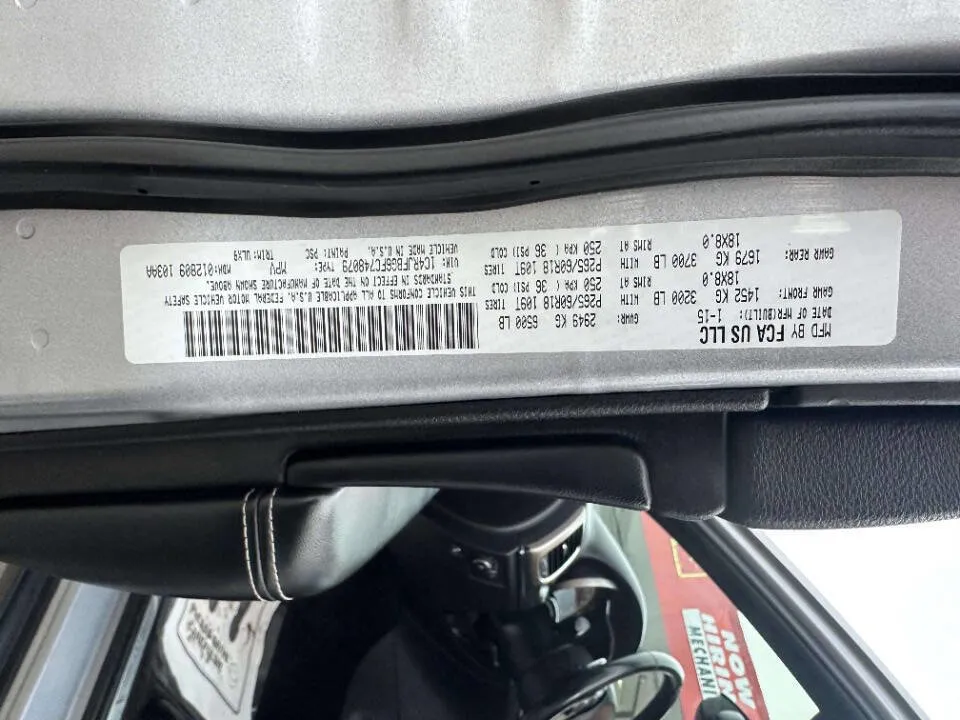 MFD BY FCA US LLC
DATE OF MFR(BUILT): 1-15 GVWR: 2949 KG 6500 LB
GAWR FRONT: 1452 KG 3200 LB WITH P265/60R18 109T TIRES
18X8.0 RIMS AT 250 KPA ( 36 PSI) COLD
GAWR REAR: 1679 KG 3700 LB WITH P265/60R18 109T TIRES
18X8.0 RIMS AT 250 KPA ( 36 PSI) COLD
THIS VEHICLE CONFORMS TO ALL APPLICABLE U.S.A. FEDERAL MOTOR VEHICLE SAFETY
STANDARDS IN EFFECT ON THE DATE OF MANUFACTURE SHOWN ABOVE.
VIN: 1C4RJFBG6FC748079 TYPE: MPV MDH:012809 103AA
VEHICLE MADE IN U.S.A. PAINT: PSC TRIM: ULX9
NOW
HIRIN
MECHANI